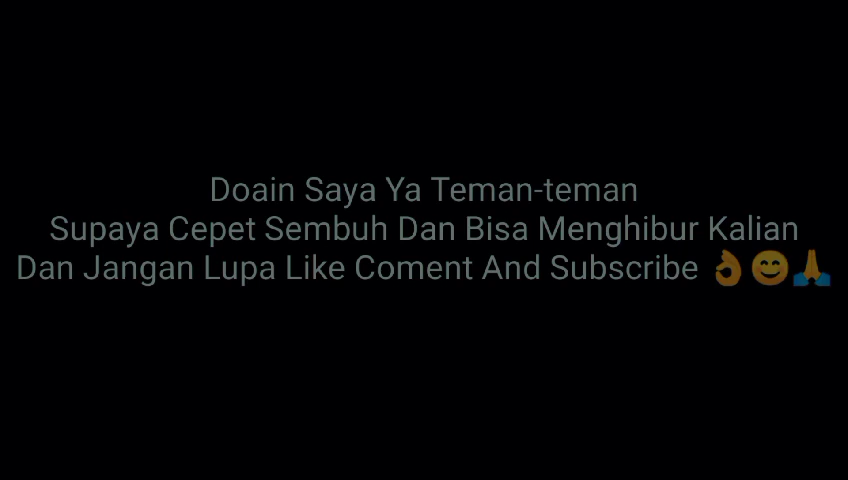 Doain Saya Ya Teman-teman
Supaya Cepet Sembuh Dan Bisa Menghibur Kalian
Dan Jangan Lupa Like Coment And Subscribe 👌😊🙏